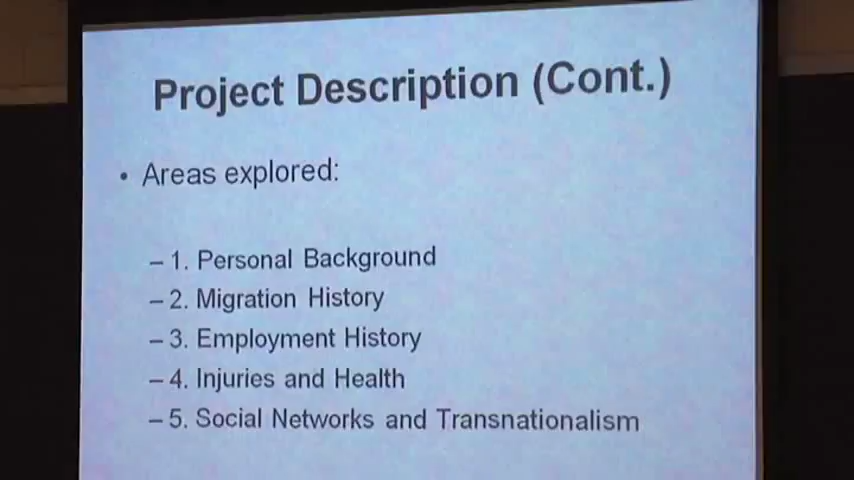 Project Description (Cont.)
• Areas explored:
– 1. Personal Background
– 2. Migration History
– 3. Employment History
– 4. Injuries and Health
– 5. Social Networks and Transnationalism